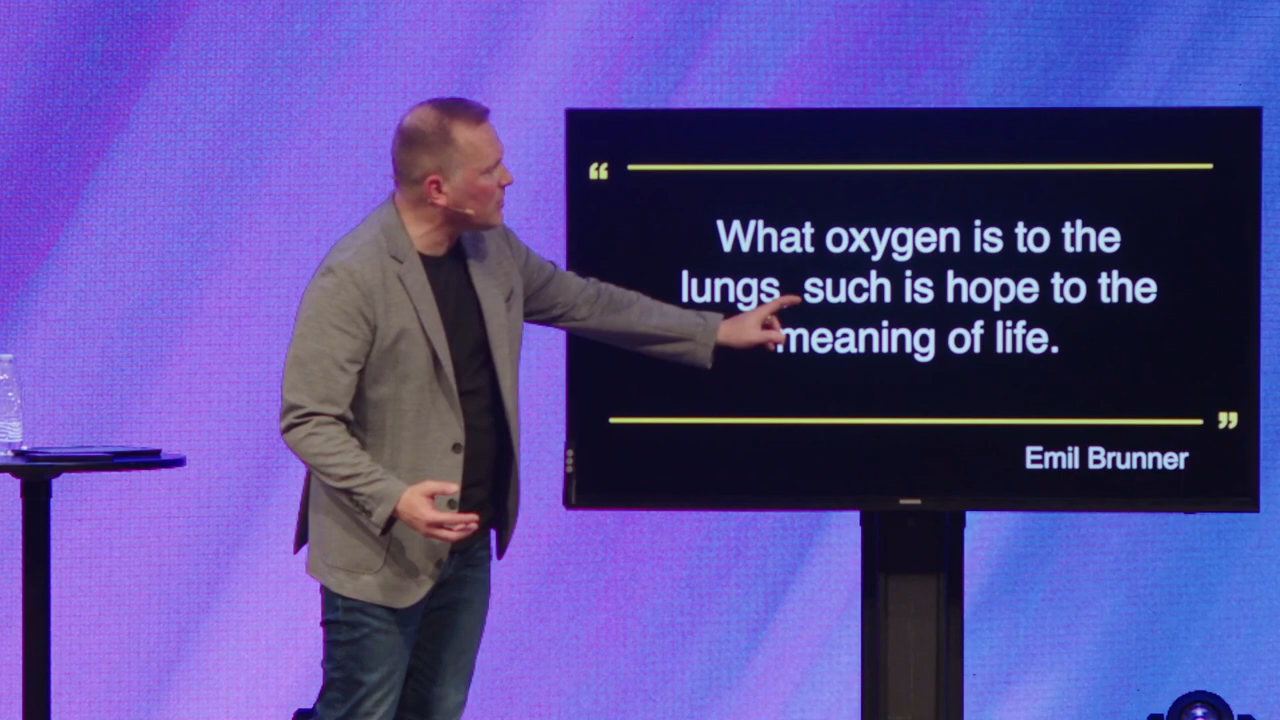 “
What oxygen is to the
lungs, such is hope to the
meaning of life.
”
Emil Brunner